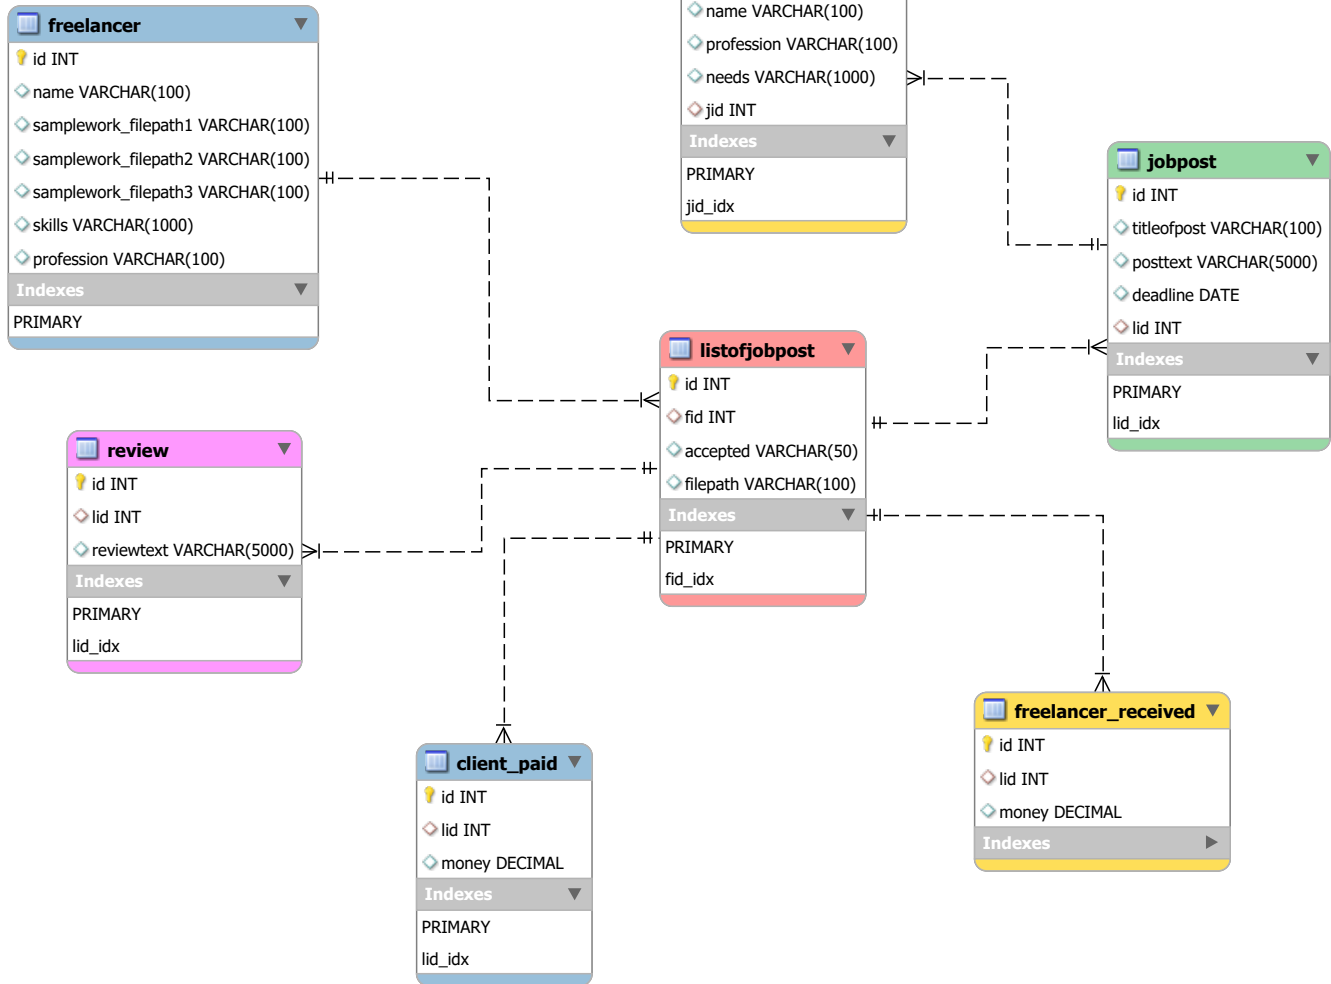 freelancer
id INT
name VARCHAR(100)
samplework_filepath1 VARCHAR(100)
samplework_filepath2 VARCHAR(100)
samplework_filepath3 VARCHAR(100)
skills VARCHAR(1000)
profession VARCHAR(100)
Indexes
PRIMARY
name VARCHAR(100)
profession VARCHAR(100)
needs VARCHAR(1000)
jid INT
Indexes
PRIMARY
jid_idx
jobpost
id INT
titleofpost VARCHAR(100)
posttext VARCHAR(5000)
deadline DATE
lid INT
Indexes
PRIMARY
lid_idx
listofjobpost
id INT
fid INT
accepted VARCHAR(50)
filepath VARCHAR(100)
Indexes
PRIMARY
fid_idx
review
id INT
lid INT
reviewtext VARCHAR(5000)
Indexes
PRIMARY
lid_idx
client_paid
id INT
lid INT
money DECIMAL
Indexes
PRIMARY
lid_idx
freelancer_received
id INT
lid INT
money DECIMAL
Indexes